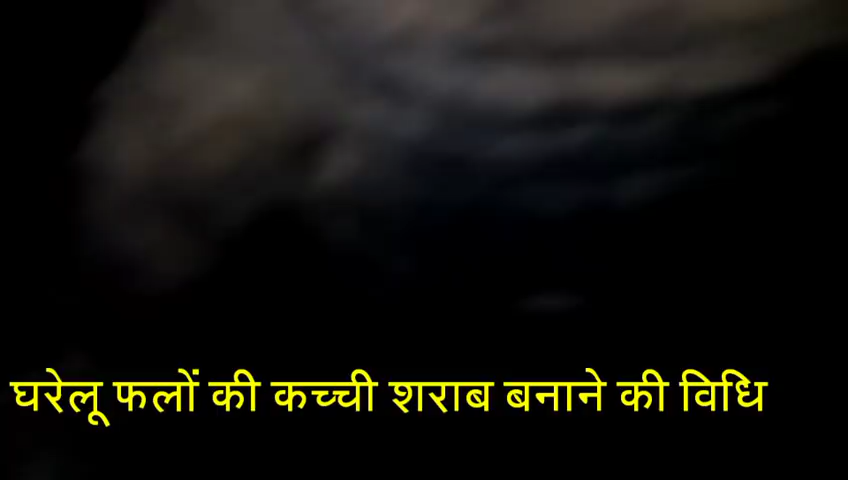 घरेलू फलों की कच्ची शराब बनाने की विधि